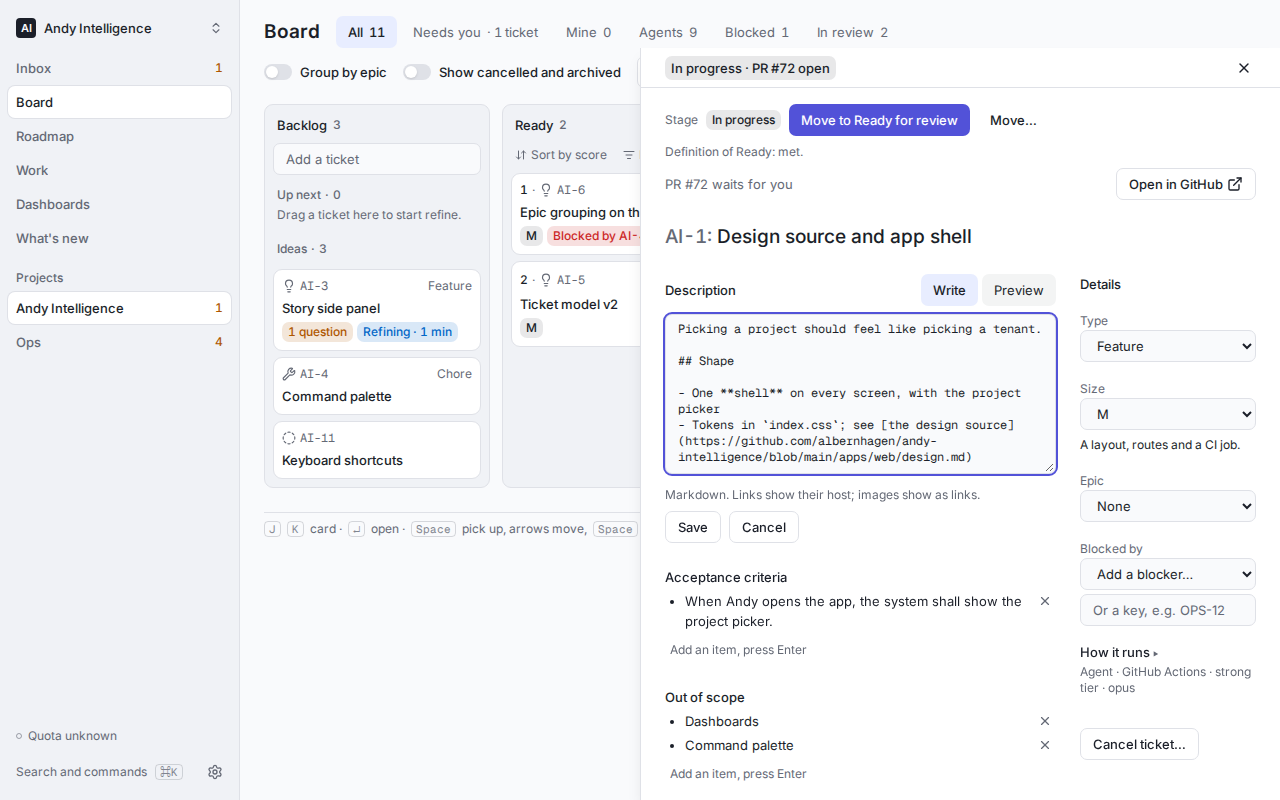 AI Andy Intelligence
Inbox 1
Board
Roadmap
Work
Dashboards
What's new
Projects
Andy Intelligence 1
Ops 4
Quota unknown
Search and commands ⌘K
Board All 11 Needs you · 1 ticket Mine 0 Agents 9 Blocked 1 In review 2
Group by epic Show cancelled and archived
Backlog 3
Add a ticket
Up next · 0
Drag a ticket here to start refine.
Ideas · 3
AI-3 Feature
Story side panel
1 question Refining · 1 min
AI-4 Chore
Command palette
AI-11
Keyboard shortcuts
Ready 2
Sort by score
1 · AI-6
Epic grouping on th
M Blocked by AI-
2 · AI-5
Ticket model v2
M
J K card · ↵ open · Space pick up, arrows move, Space
In progress · PR #72 open ×
Stage In progress Move to Ready for review Move...
Definition of Ready: met.
PR #72 waits for you Open in GitHub
AI-1: Design source and app shell
Description Write Preview
Picking a project should feel like picking a tenant.
## Shape
- One **shell** on every screen, with the project
picker
- Tokens in `index.css`; see [the design source]
(https://github.com/albernhagen/andy-
intelligence/blob/main/apps/web/design.md)
Markdown. Links show their host; images show as links.
Save Cancel
Acceptance criteria
• When Andy opens the app, the system shall show the ×
project picker.
Add an item, press Enter
Out of scope
• Dashboards ×
• Command palette ×
Add an item, press Enter
Details
Type
Feature
Size
M
A layout, routes and a CI job.
Epic
None
Blocked by
Add a blocker...
Or a key, e.g. OPS-12
How it runs ▸
Agent · GitHub Actions · strong
tier · opus
Cancel ticket...